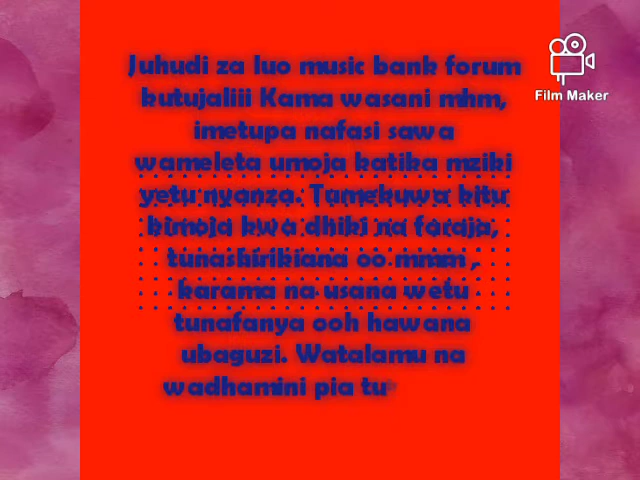 Juhudi za luo music bank forum
kutujaliii Kama wasani mhm,
imetupa nafasi sawa
wameleta umoja katika mziki
yetu nyanza. Tamekuwa kitu
kimoja kwa dhiki na faraja,
tunashirikiana oo mmm ,
karama na usana wetu
tunafanya ooh hawana
ubaguzi. Watalamu na
wadhamini pia tu
Film Maker